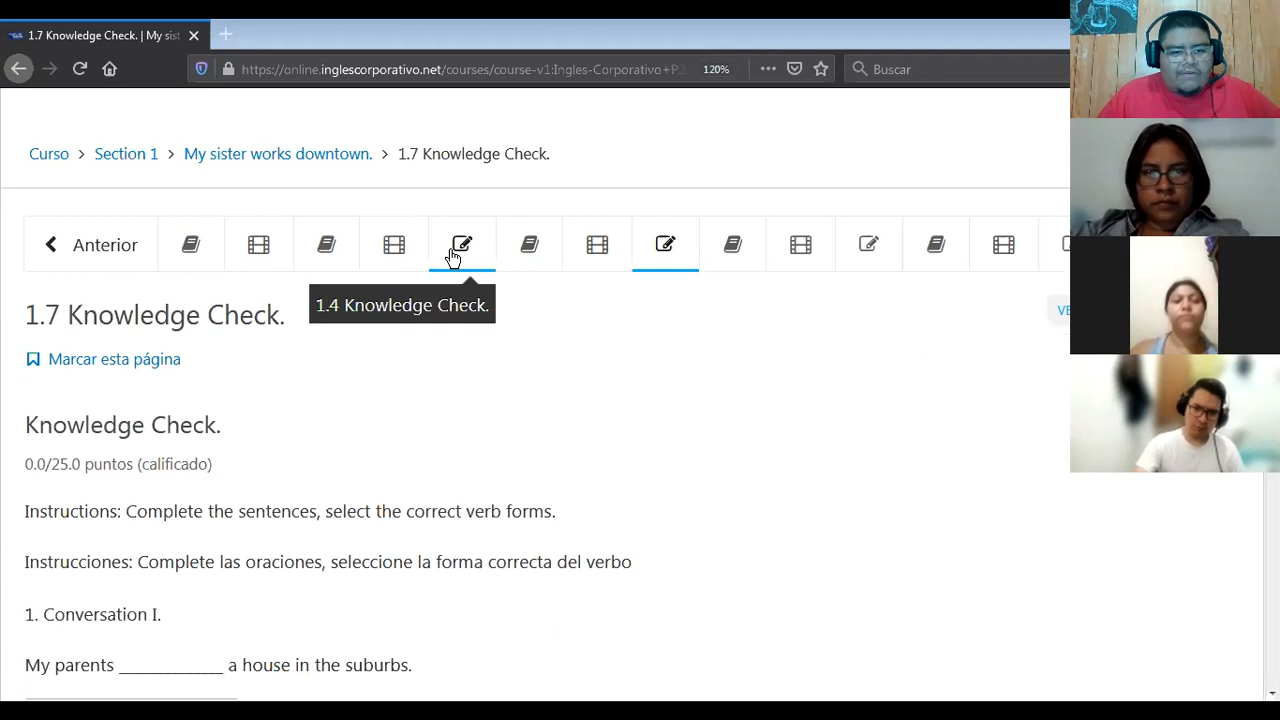 1.7 Knowledge Check. | My sist
https://online.inglescorporativo.net/courses/course-v1:Ingles-Corporativo+P
120%
Buscar
Curso > Section 1 > My sister works downtown. > 1.7 Knowledge Check.
Anterior
1.4 Knowledge Check.
1.7 Knowledge Check.
VE
Marcar esta página
Knowledge Check.
0.0/25.0 puntos (calificado)
Instructions: Complete the sentences, select the correct verb forms.
Instrucciones: Complete las oraciones, seleccione la forma correcta del verbo
1. Conversation I.
My parents _____________ a house in the suburbs.